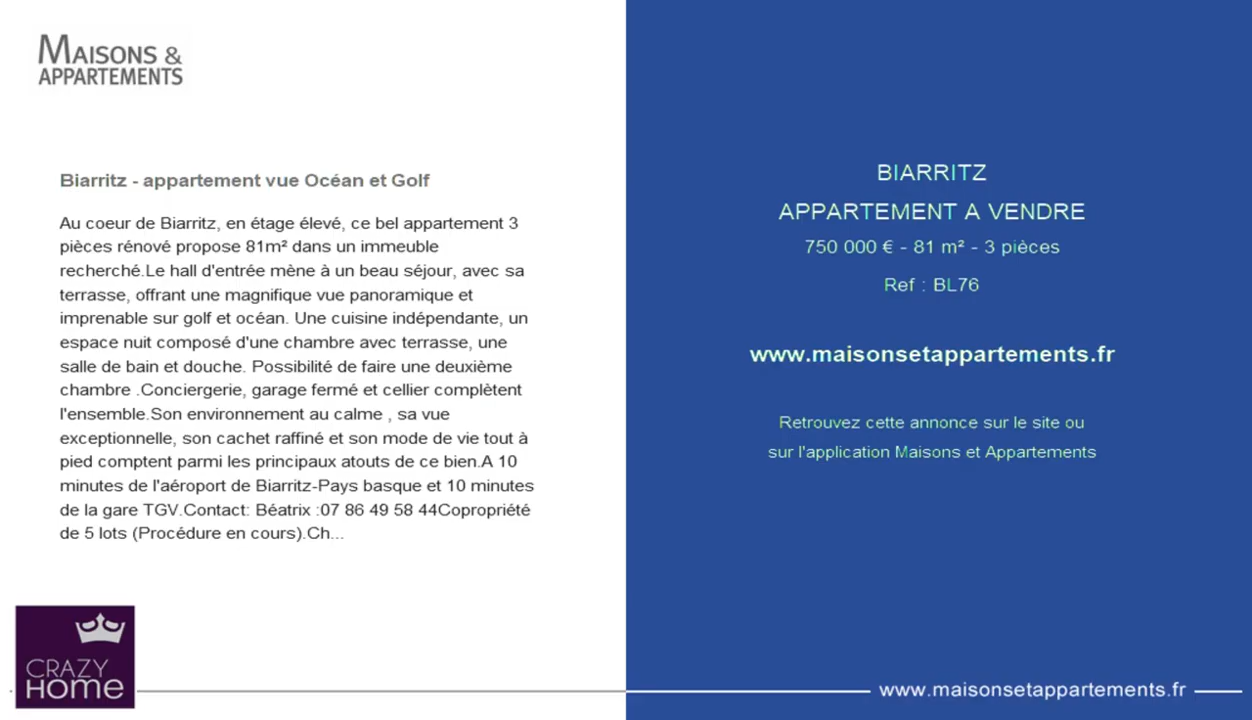 MAISONS &
APPARTEMENTS
Biarritz - appartement vue Océan et Golf
Au coeur de Biarritz, en étage élevé, ce bel appartement 3
pièces rénové propose 81m² dans un immeuble
recherché.Le hall d'entrée mène à un beau séjour, avec sa
terrasse, offrant une magnifique vue panoramique et
imprenable sur golf et océan. Une cuisine indépendante, un
espace nuit composé d'une chambre avec terrasse, une
salle de bain et douche. Possibilité de faire une deuxième
chambre .Conciergerie, garage fermé et cellier complètent
l'ensemble.Son environnement au calme , sa vue
exceptionnelle, son cachet raffiné et son mode de vie tout à
pied comptent parmi les principaux atouts de ce bien.A 10
minutes de l'aéroport de Biarritz-Pays basque et 10 minutes
de la gare TGV.Contact: Béatrix :07 86 49 58 44Copropriété
de 5 lots (Procédure en cours).Ch...
CRAZY
HOME
BIARRITZ
APPARTEMENT A VENDRE
750 000 € - 81 m² - 3 pièces
Ref : BL76
www.maisonsetappartements.fr
Retrouvez cette annonce sur le site ou
sur l'application Maisons et Appartements
www.maisonsetappartements.fr